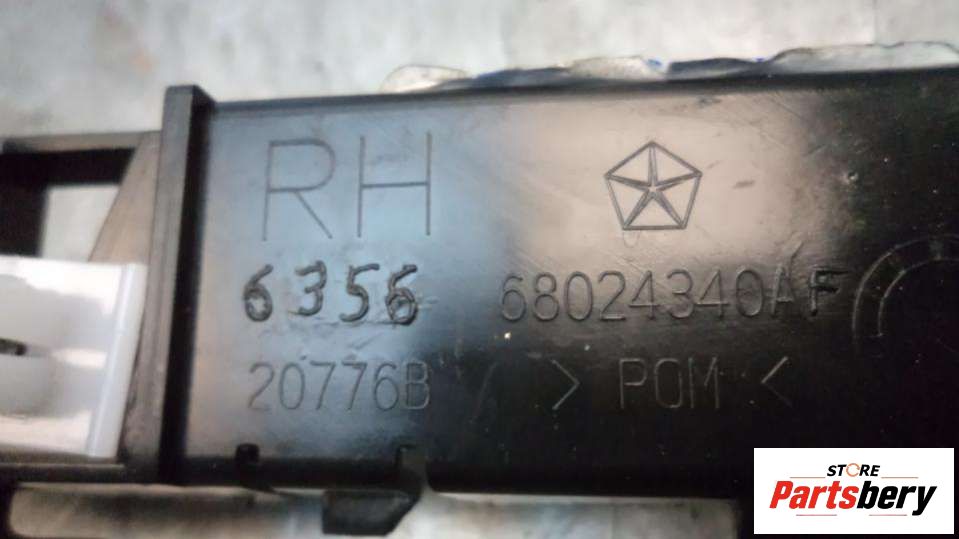 RH
6356 68024340AF
20776B > POM <
STORE
Partsbery